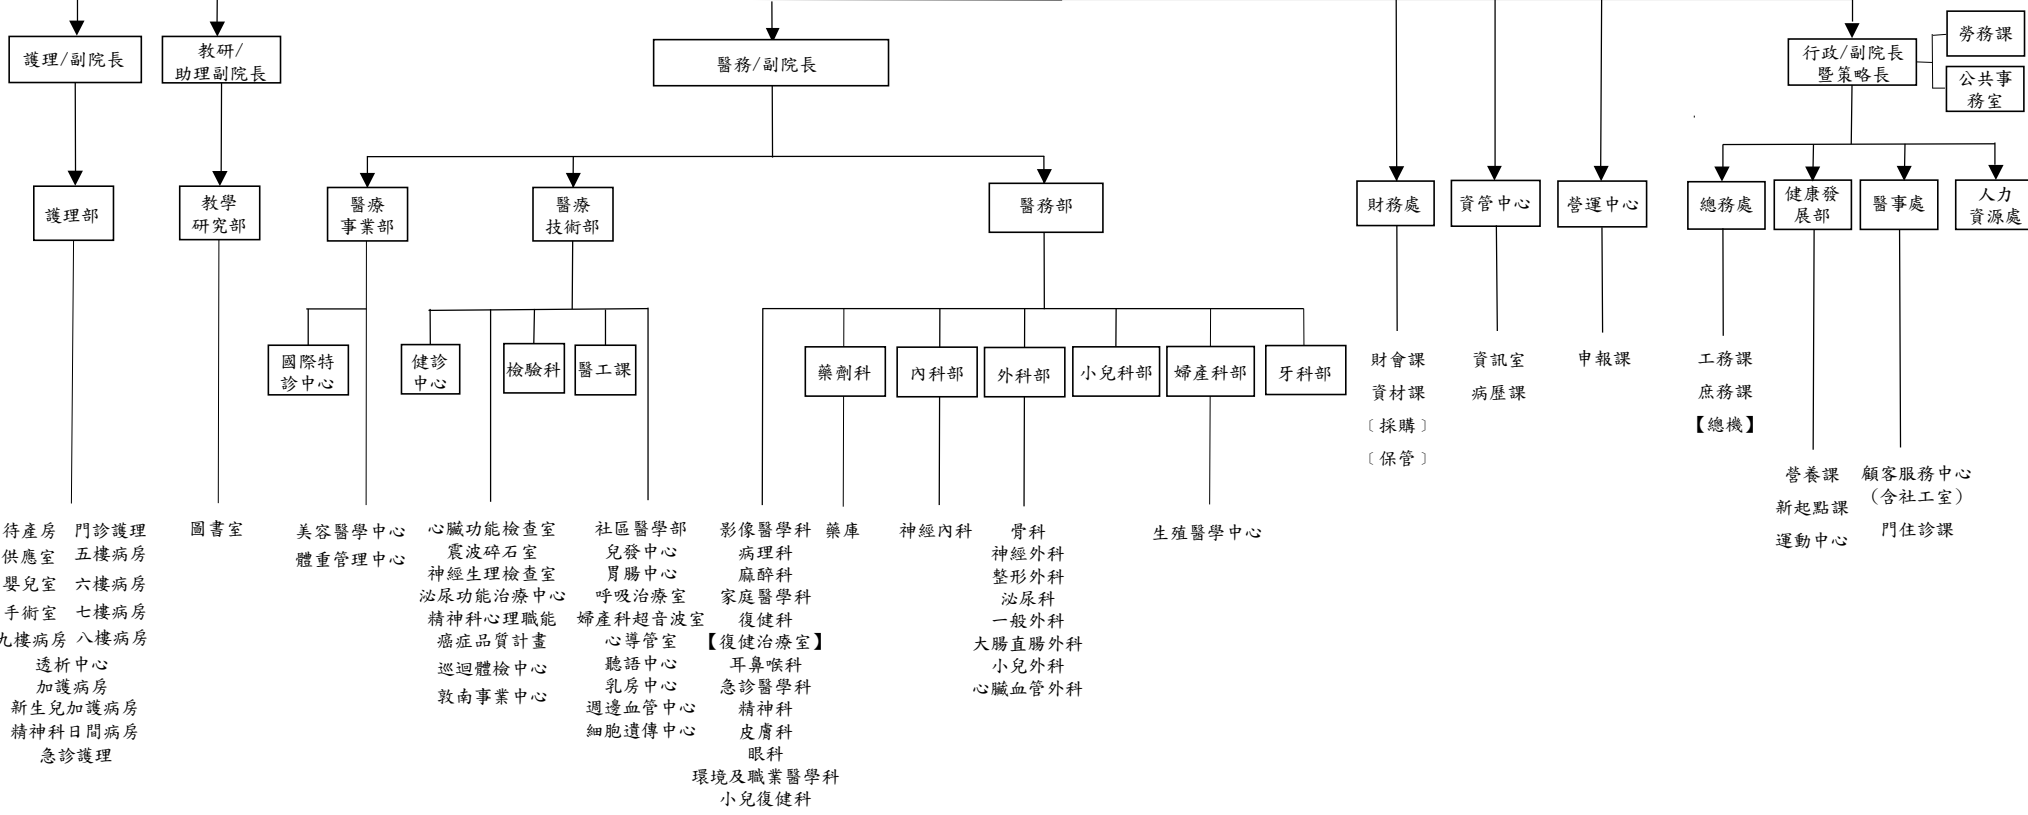 護理/副院長
教研/
助理副院長
醫務/副院長
行政/副院長
暨策略長
勞務課
公共事
務室
護理部
教學
研究部
醫療
事業部
醫療
技術部
醫務部
財務處
資管中心
營運中心
總務處
健康發
展部
醫事處
人力
資源處
國際特
診中心
健診
中心
檢驗科
醫工課
藥劑科
內科部
外科部
小兒科部
婦產科部
牙科部
財會課
資材課
﹝採購﹞
﹝保管﹞
資訊室
病歷課
申報課
工務課
庶務課
【總機】
營養課
新起點課
運動中心
顧客服務中心
(含社工室)
門住診課
待產房 門診護理
供應室 五樓病房
嬰兒室 六樓病房
手術室 七樓病房
九樓病房 八樓病房
透析中心
加護病房
新生兒加護病房
精神科日間病房
急診護理
圖書室
美容醫學中心
體重管理中心
心臟功能檢查室
震波碎石室
神經生理檢查室
泌尿功能治療中心
精神科心理職能
癌症品質計畫
巡迴體檢中心
敦南事業中心
社區醫學部
兒發中心
胃腸中心
呼吸治療室
婦產科超音波室
心導管室
聽語中心
乳房中心
週邊血管中心
細胞遺傳中心
影像醫學科
病理科
麻醉科
家庭醫學科
復健科
【復健治療室】
耳鼻喉科
急診醫學科
精神科
皮膚科
眼科
環境及職業醫學科
小兒復健科
藥庫
神經內科
骨科
神經外科
整形外科
泌尿科
一般外科
大腸直腸外科
小兒外科
心臟血管外科
生殖醫學中心